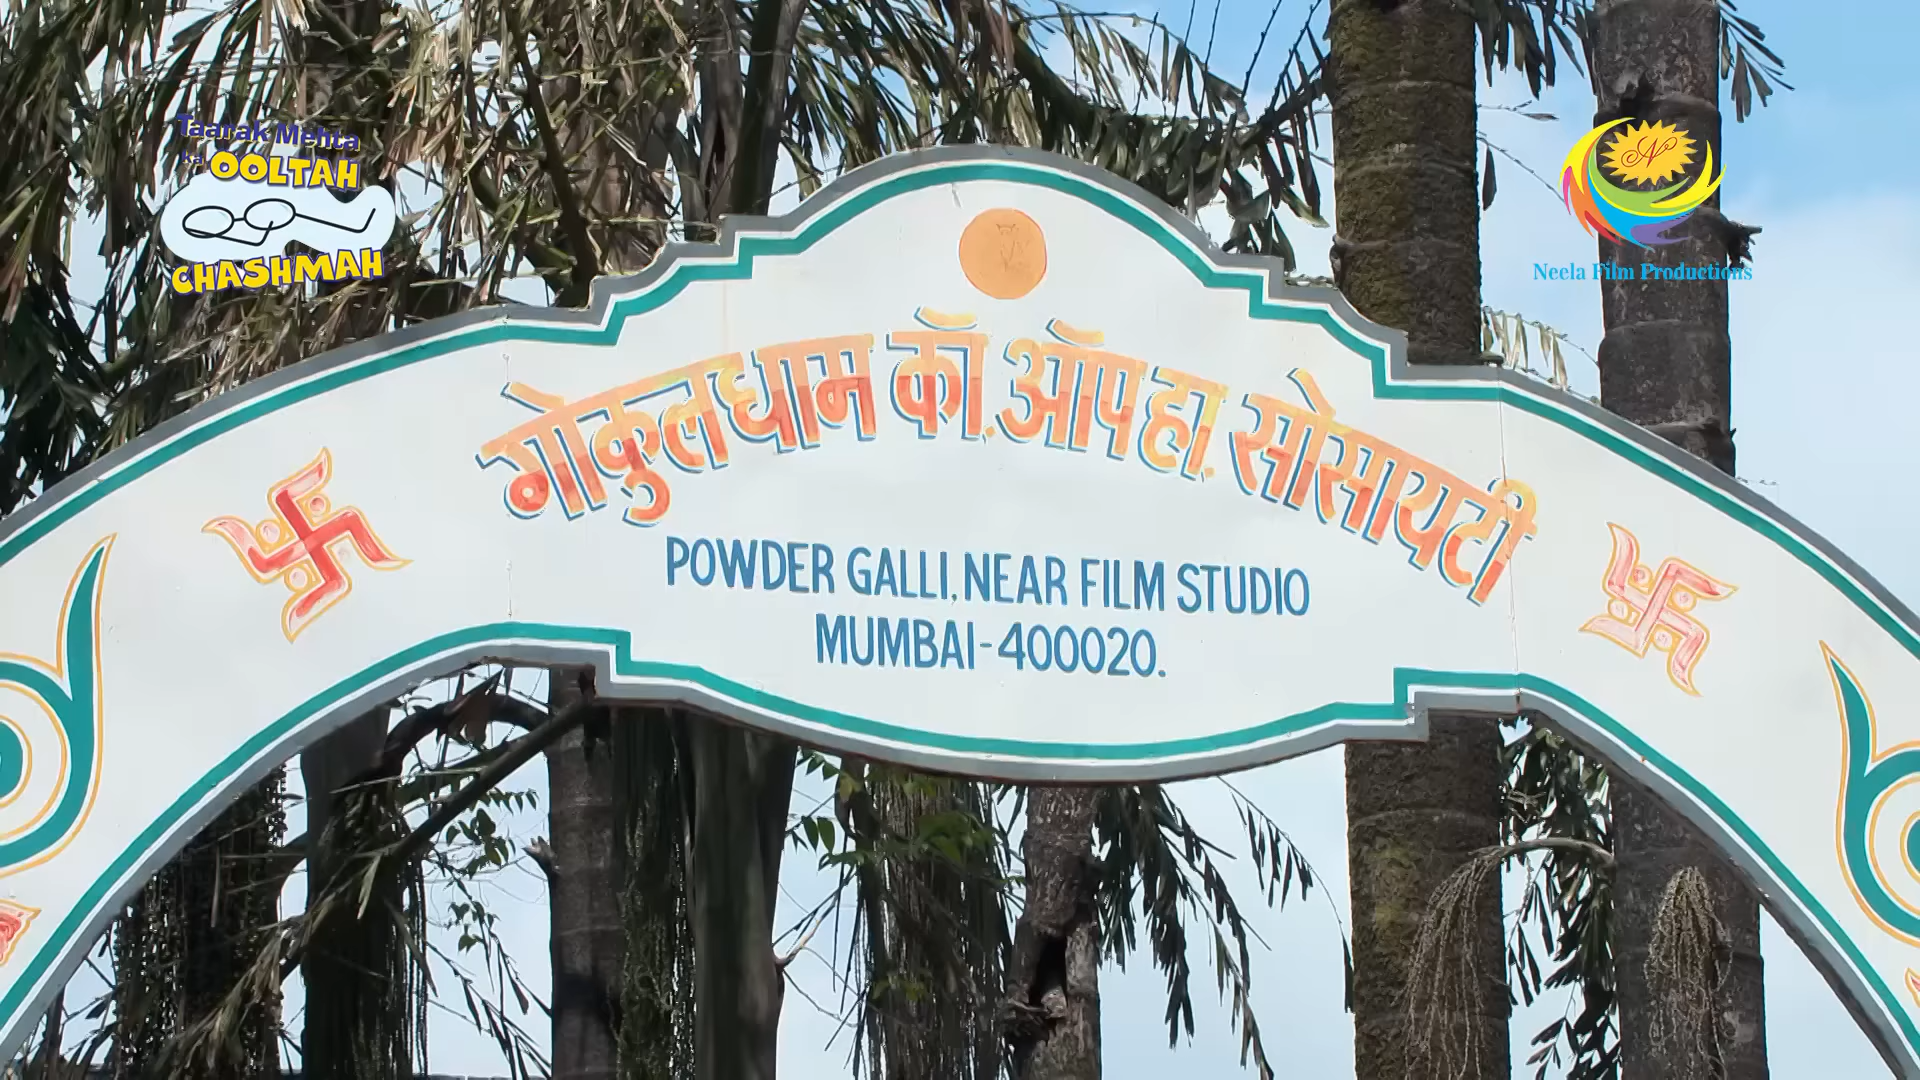 Taarak Mehta
ka OOLTAH
CHASHMAH
Neela Film Productions
गोकुलधाम को. ऑप हा. सोसायटी
POWDER GALLI, NEAR FILM STUDIO
MUMBAI-400020.